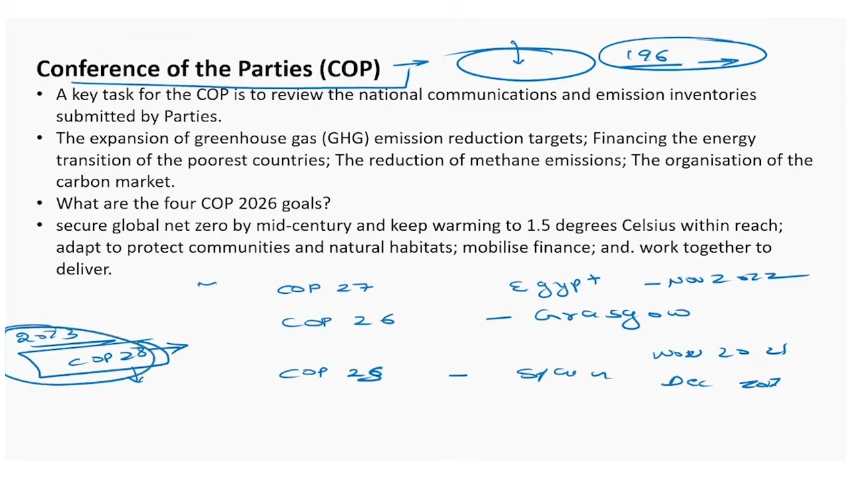 196
Conference of the Parties (COP)
• A key task for the COP is to review the national communications and emission inventories
submitted by Parties.
• The expansion of greenhouse gas (GHG) emission reduction targets; Financing the energy
transition of the poorest countries; The reduction of methane emissions; The organisation of the
carbon market.
• What are the four COP 2026 goals?
• secure global net zero by mid-century and keep warming to 1.5 degrees Celsius within reach;
adapt to protect communities and natural habitats; mobilise finance; and. work together to
deliver.
COP 27 Egypt - Nov 2022
COP 26 - Grasgow
2023
COP 28
Nov 2021
COP 25 - Dec